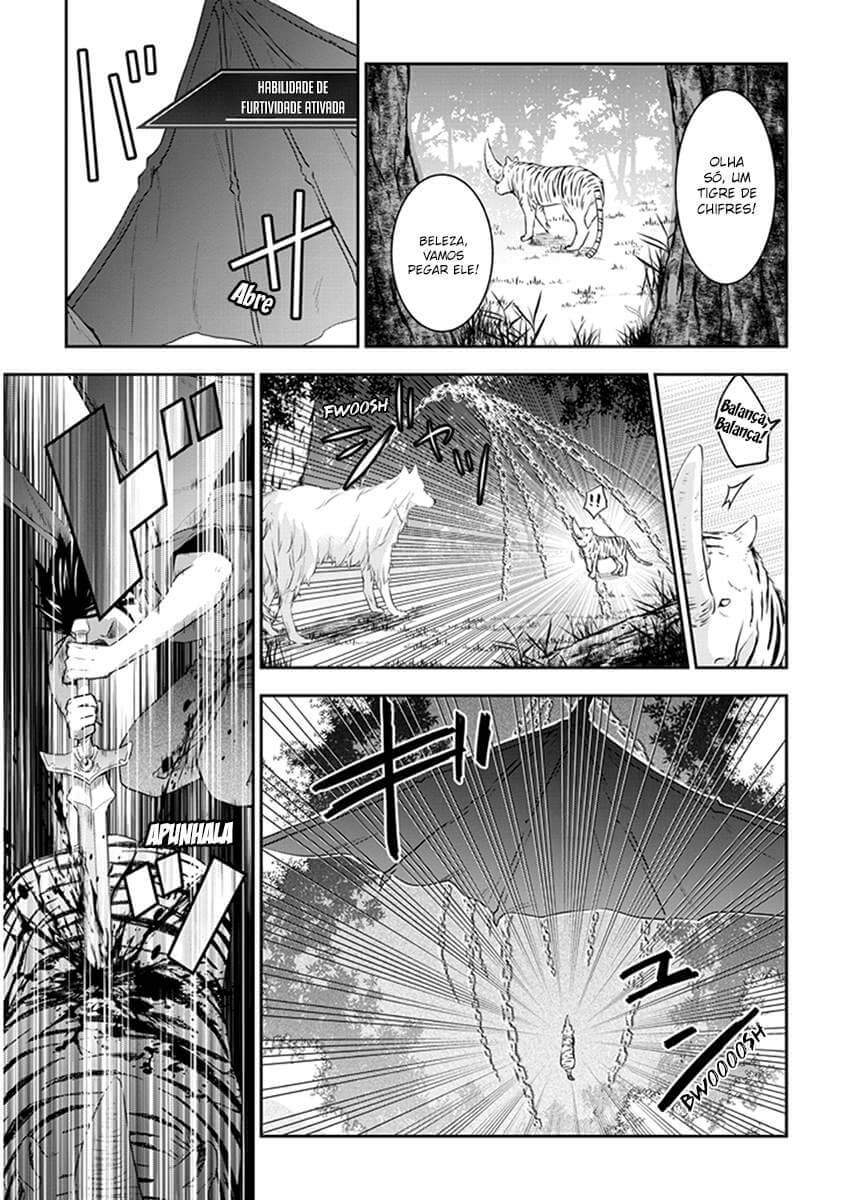 OLHA
SÓ, UM
TIGRE DE
CHIFRES!
BELEZA,
VAMOS
PEGAR ELE!
HABILIDADE DE
FURTIVIDADE ATIVADA
Abre
Balança,
Balança!
!!
FWOOSH
BWOOOOSH
APUNHALA